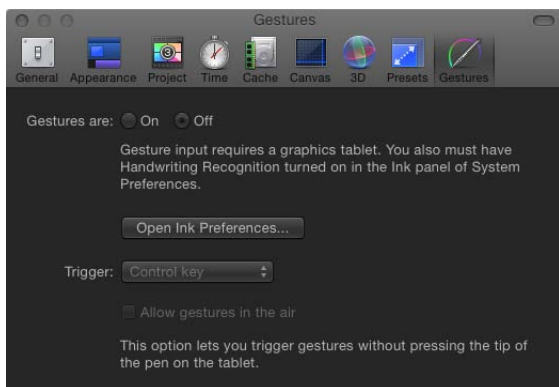 Gestures
General Appearance Project Time Cache Canvas 3D Presets Gestures
Gestures are: On Off
Gesture input requires a graphics tablet. You also must have
Handwriting Recognition turned on in the Ink panel of System
Preferences.
Open Ink Preferences...
Trigger: Control key
Allow gestures in the air
This option lets you trigger gestures without pressing the tip of
the pen on the tablet.